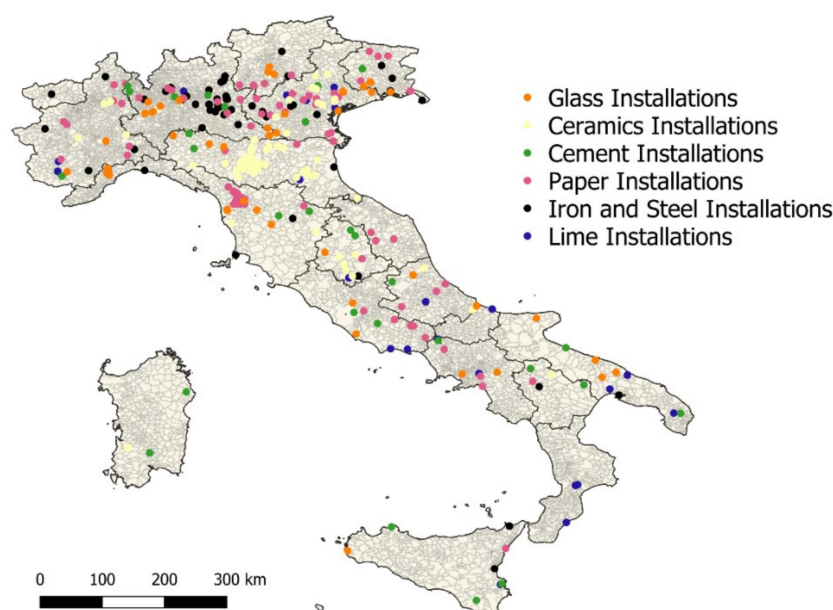 Glass Installations
Ceramics Installations
Cement Installations
Paper Installations
Iron and Steel Installations
Lime Installations
0 100 200 300 km